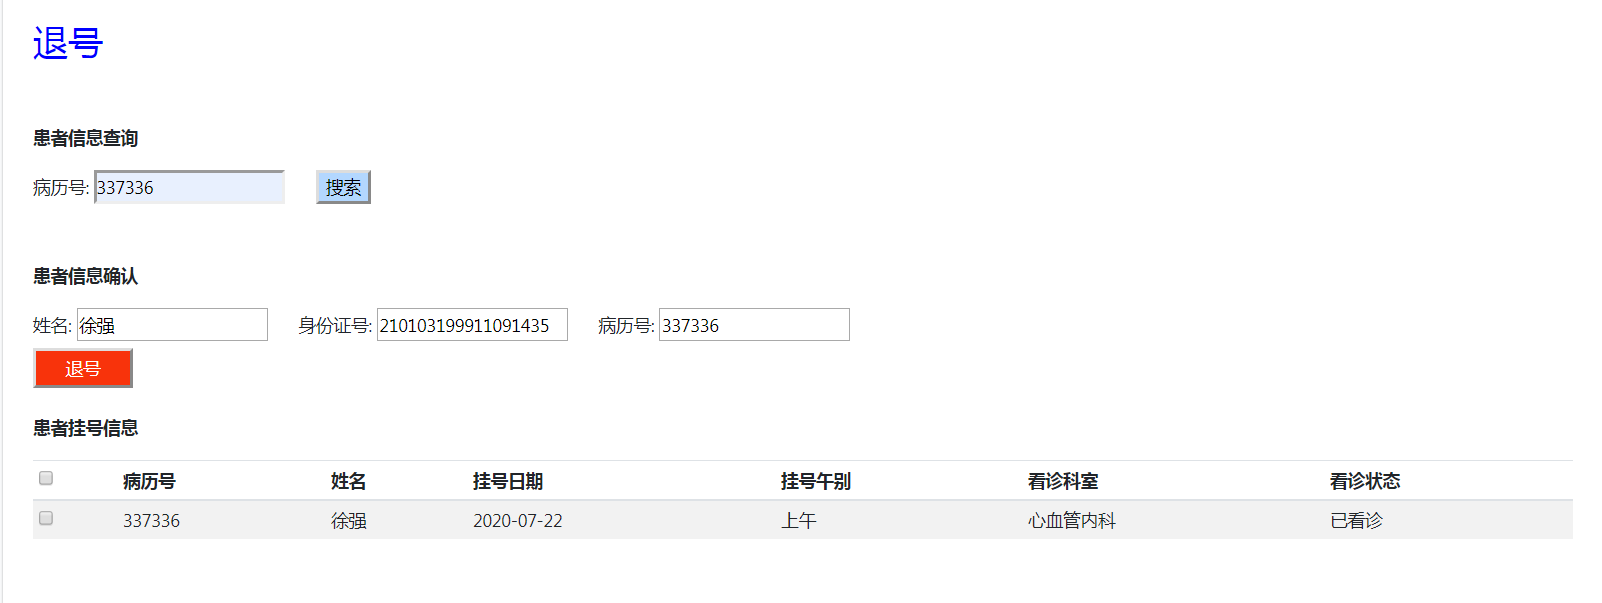 退号
患者信息查询
病历号: 337336 搜索
患者信息确认
姓名: 徐强 身份证号: 210103199911091435 病历号: 337336
退号
患者挂号信息
病历号 姓名 挂号日期 挂号午别 看诊科室 看诊状态
337336 徐强 2020-07-22 上午 心血管内科 已看诊